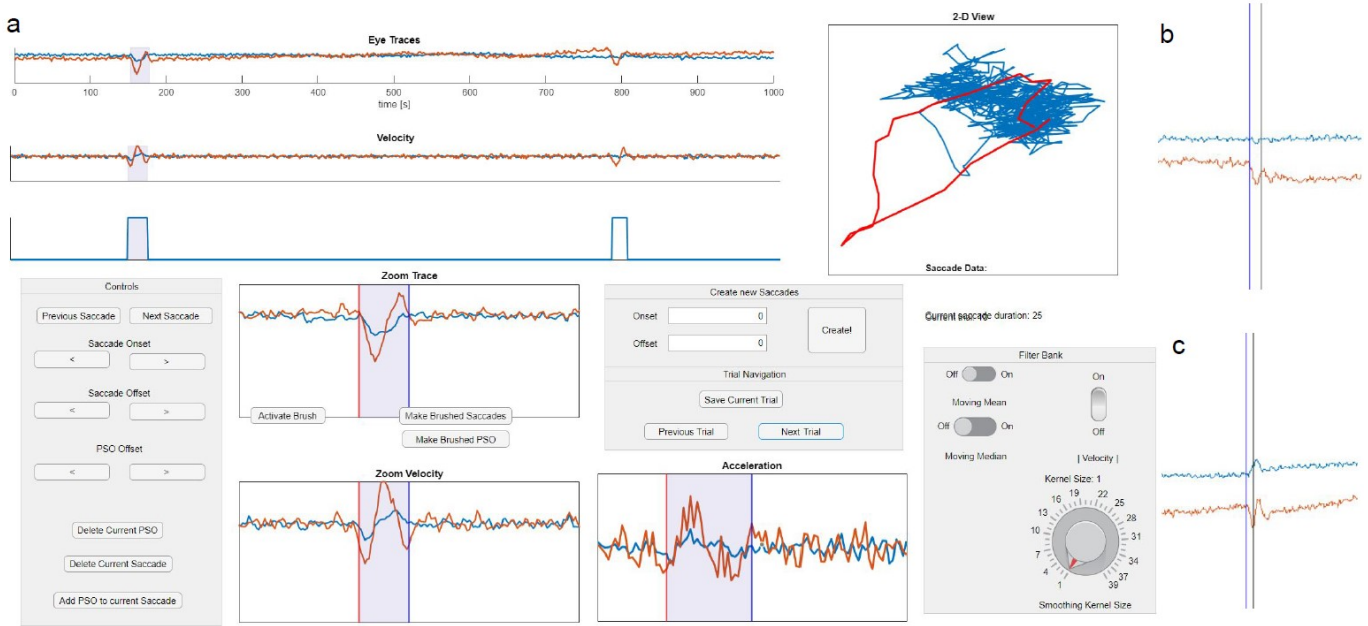 a
Eye Traces
0 100 200 300 400 500 600 700 800 900 1000
time [s]
Velocity
2-D View
Saccade Data:
b
Controls
Previous Saccade Next Saccade
Saccade Onset
< >
Saccade Offset
< >
PSO Offset
< >
Delete Current PSO
Delete Current Saccade
Add PSO to current Saccade
Zoom Trace
Activate Brush Make Brushed Saccades
Make Brushed PSO
Zoom Velocity
Create new Saccades
Onset 0
Offset 0
Create!
Trial Navigation
Save Current Trial
Previous Trial Next Trial
Acceleration
Current saccade duration: 25
Filter Bank
Off On
Moving Mean
Off On
Moving Median
On
Off
| Velocity |
Kernel Size: 1
1 4 7 10 13 16 19 22 25 28 31 34 37 39
Smoothing Kernel Size
c